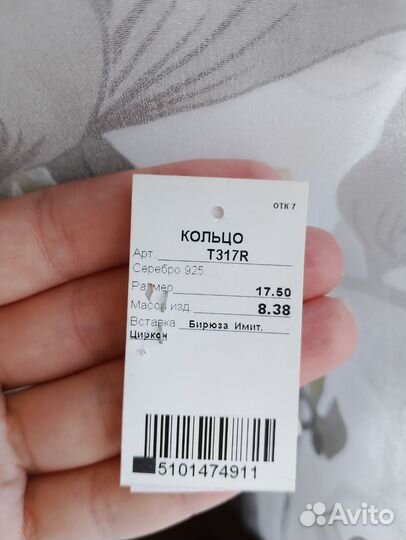 ОТК 7
КОЛЬЦО
Арт. T317R
Серебро 925
Размер 17.50
Масса изд. 8.38
Вставка Бирюза Имит.
Циркон
5101474911
Avito